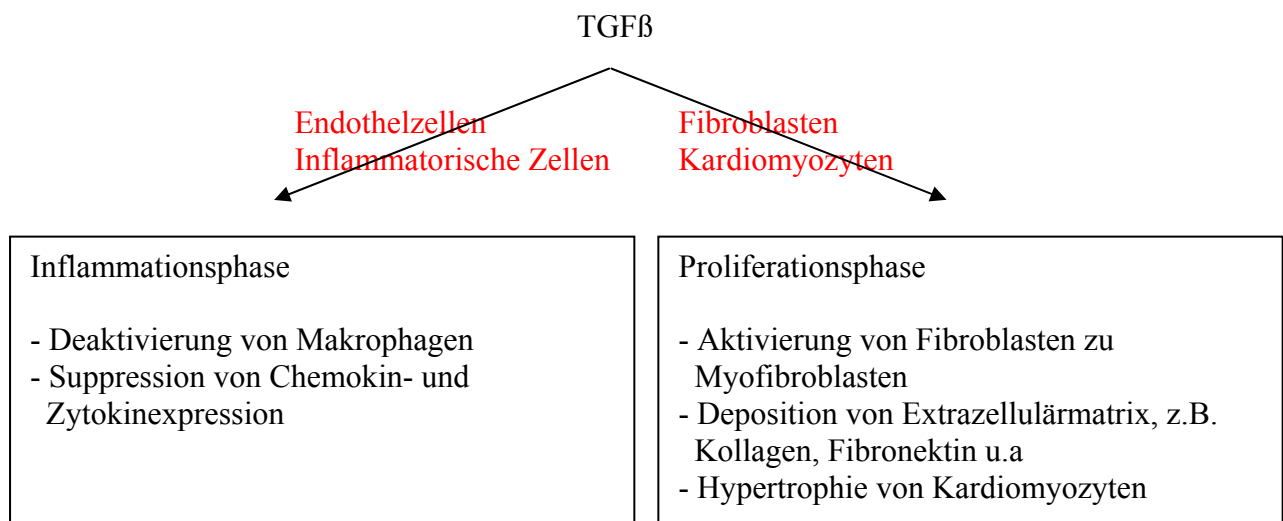 TGFß
Endothelzellen
Inflammatorische Zellen
Fibroblasten
Kardiomyozyten
Inflammationsphase
- Deaktivierung von Makrophagen
- Suppression von Chemokin- und
Zytokinexpression
Proliferationsphase
- Aktivierung von Fibroblasten zu
Myofibroblasten
- Deposition von Extrazellulärmatrix, z.B.
Kollagen, Fibronektin u.a
- Hypertrophie von Kardiomyozyten